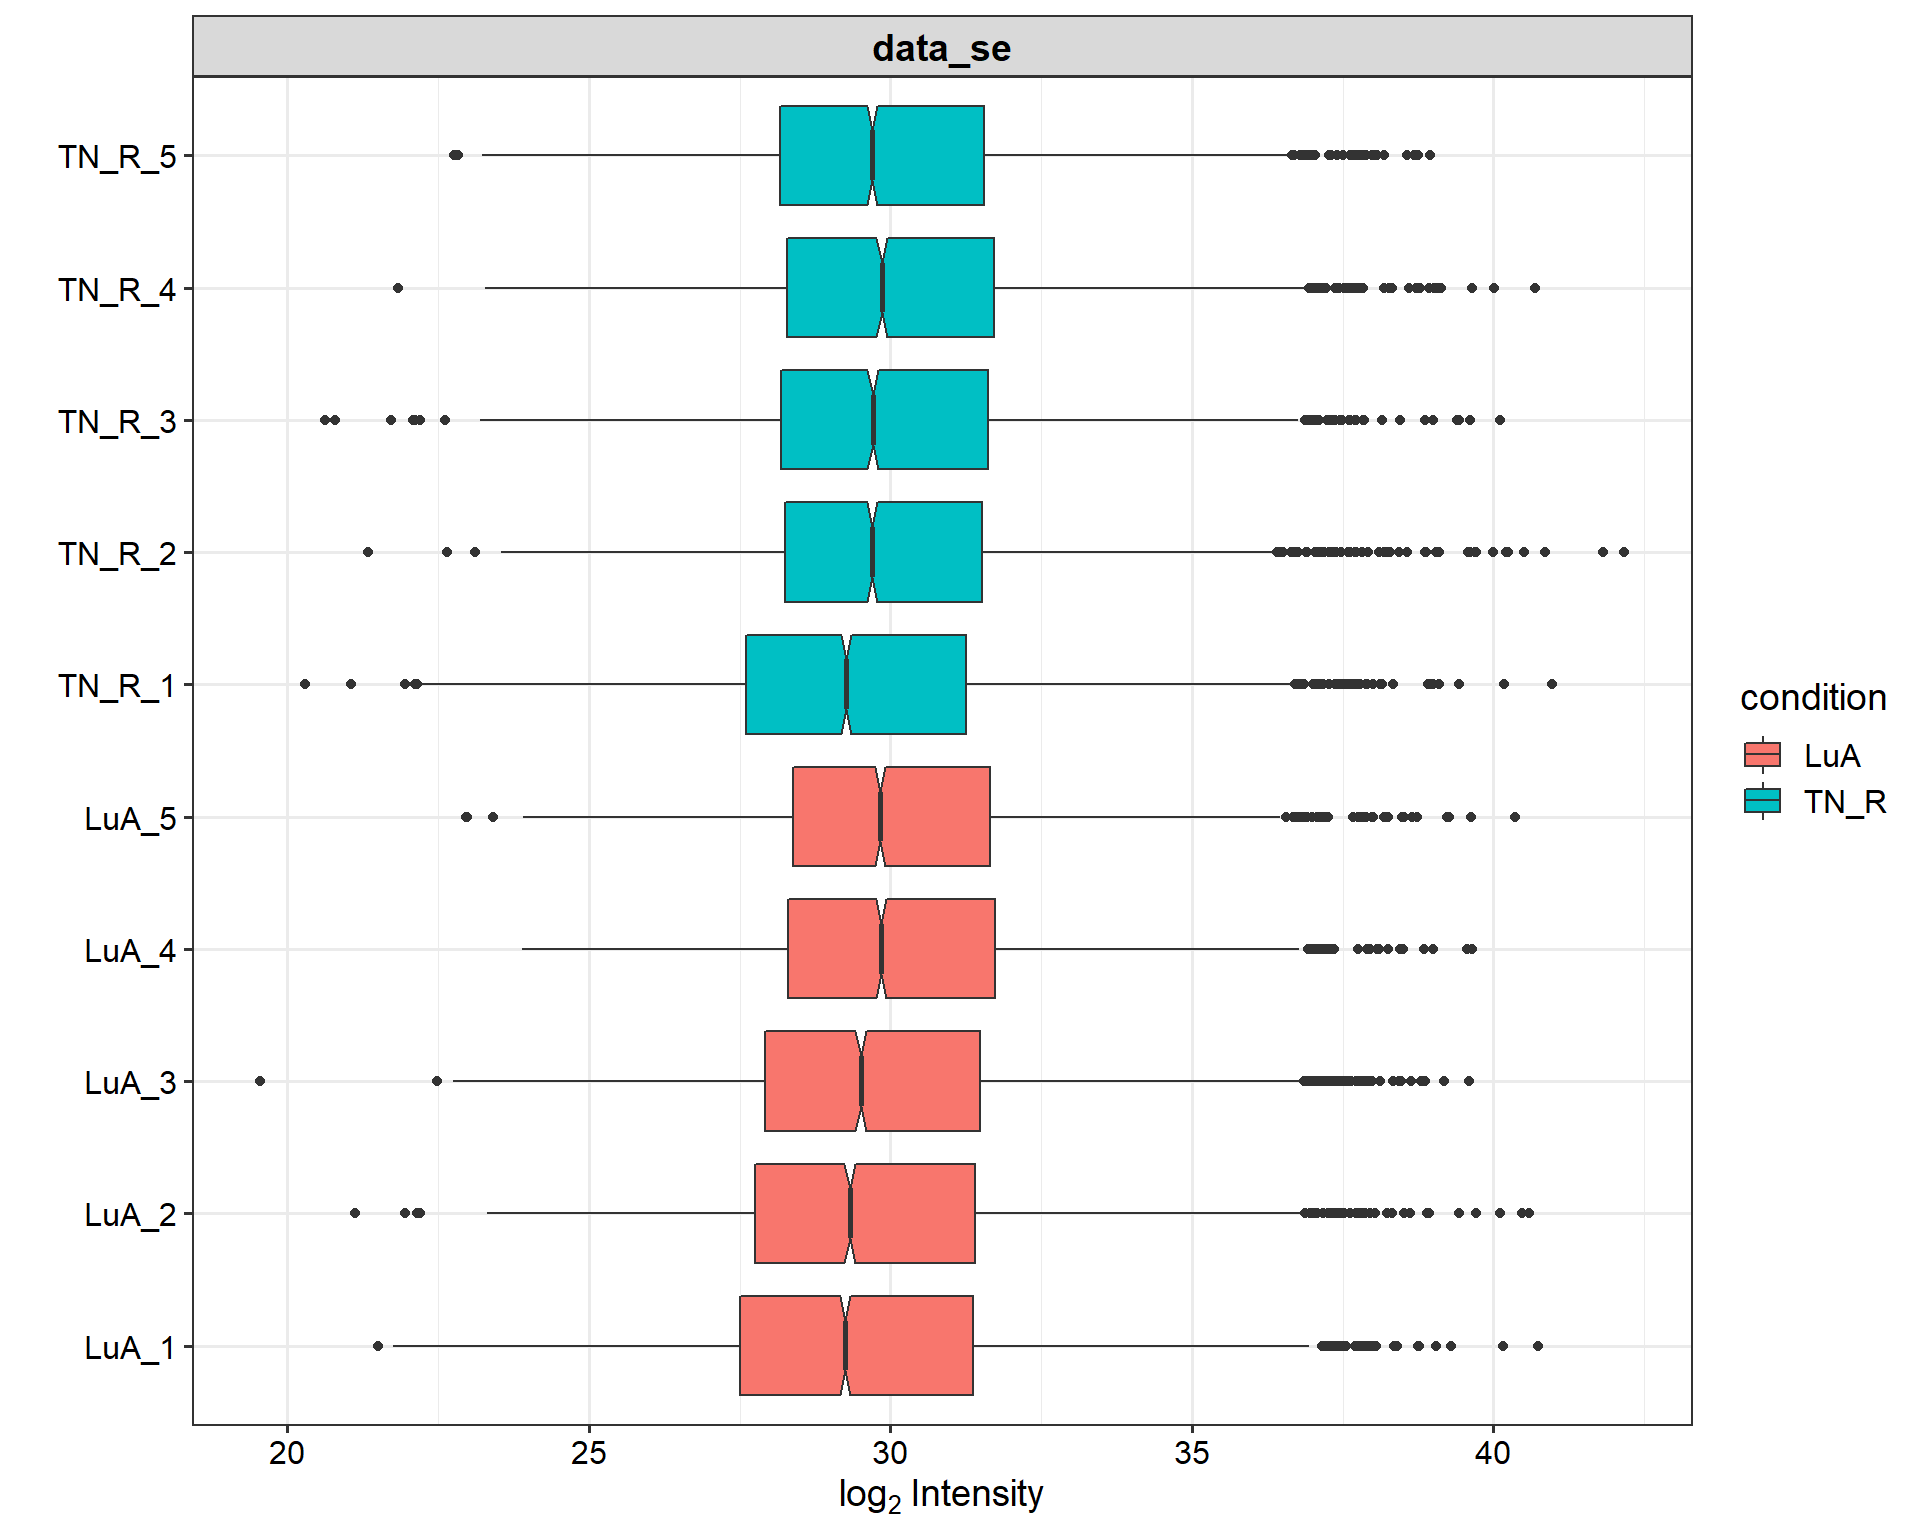 data_se
TN_R_5
TN_R_4
TN_R_3
TN_R_2
TN_R_1
LuA_5
LuA_4
LuA_3
LuA_2
LuA_1
20 25 30 35 40
log₂ Intensity
condition
LuA
TN_R